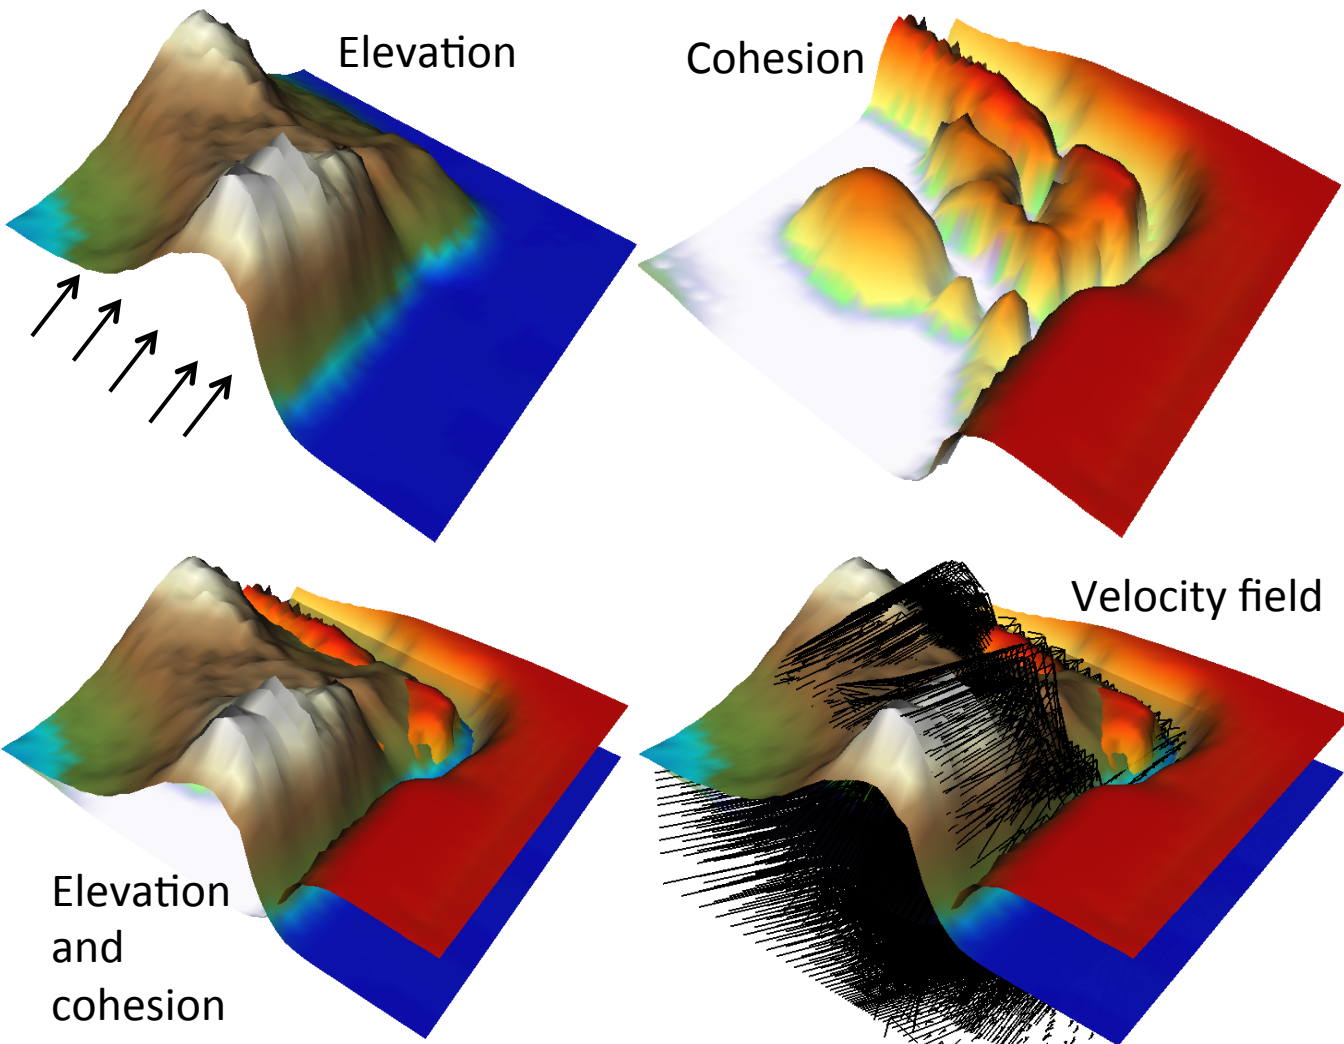 Elevation
Cohesion
Velocity field
Elevation
and
cohesion